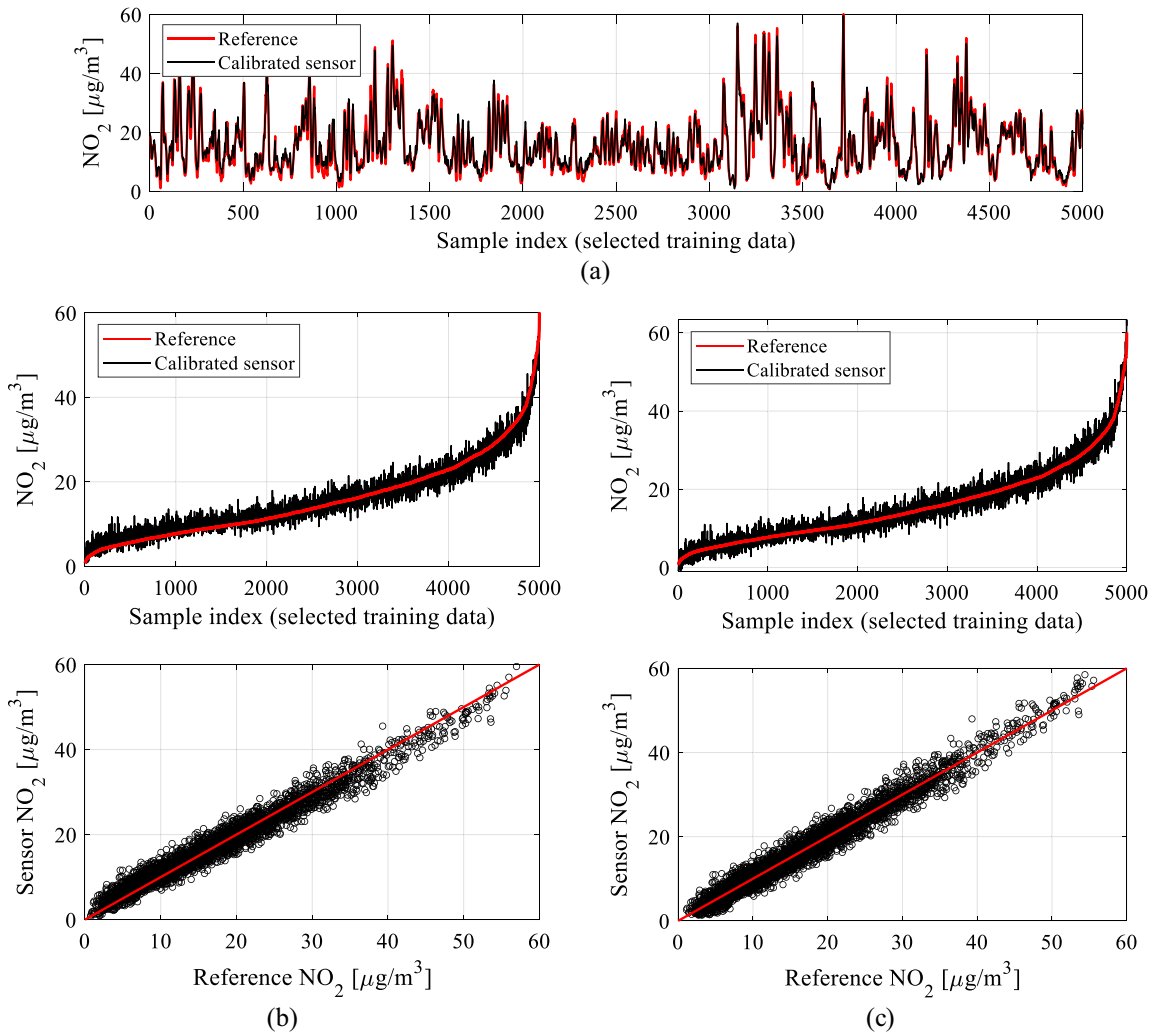 60
40
20
0
NO2 [μg/m3]
Reference
Calibrated sensor
0 500 1000 1500 2000 2500 3000 3500 4000 4500 5000
Sample index (selected training data)
(a)
60
40
20
0
NO2 [μg/m3]
Reference
Calibrated sensor
0 1000 2000 3000 4000 5000
Sample index (selected training data)
60
40
20
0
NO2 [μg/m3]
Reference
Calibrated sensor
0 1000 2000 3000 4000 5000
Sample index (selected training data)
60
40
20
0
Sensor NO2 [μg/m3]
0 10 20 30 40 50 60
Reference NO2 [μg/m3]
(b)
60
40
20
0
Sensor NO2 [μg/m3]
0 10 20 30 40 50 60
Reference NO2 [μg/m3]
(c)